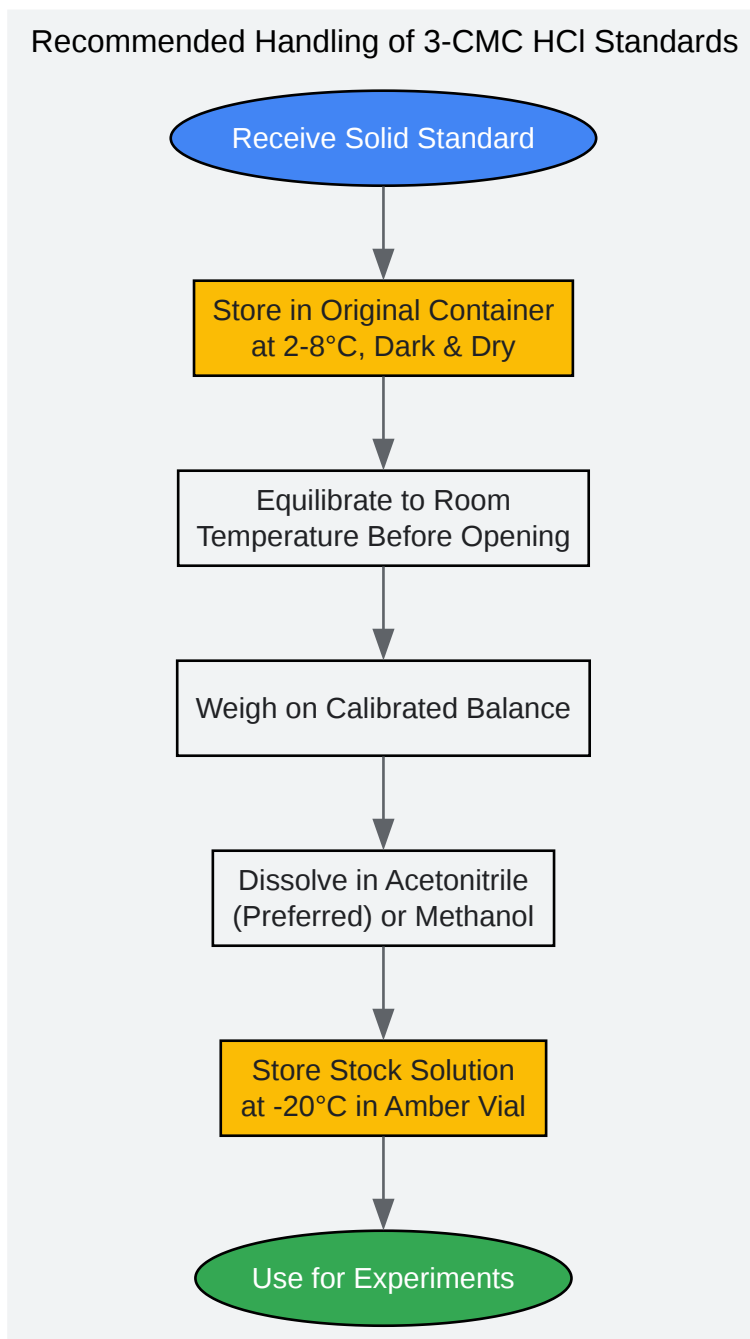 Recommended Handling of 3-CMC HCl Standards
Receive Solid Standard
Store in Original Container
at 2-8°C, Dark & Dry
Equilibrate to Room
Temperature Before Opening
Weigh on Calibrated Balance
Dissolve in Acetonitrile
(Preferred) or Methanol
Store Stock Solution
at -20°C in Amber Vial
Use for Experiments